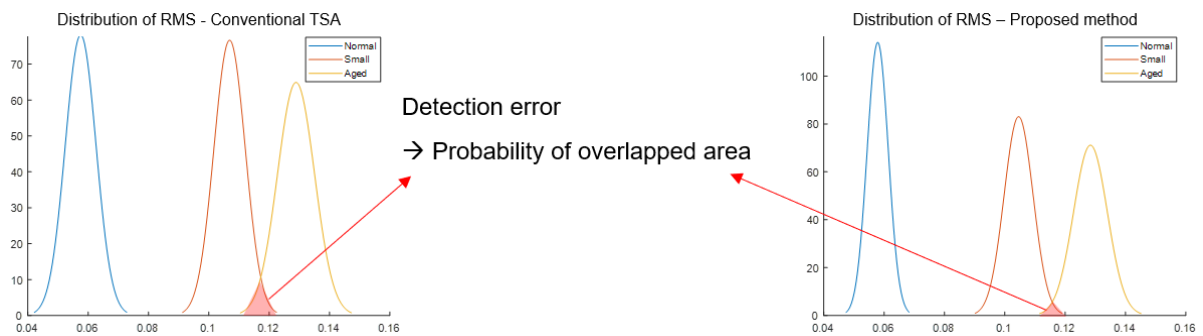 Distribution of RMS - Conventional TSA
Normal
Small
Aged
70
60
50
40
30
20
10
0
0.04 0.06 0.08 0.1 0.12 0.14 0.16
Detection error
→ Probability of overlapped area
Distribution of RMS – Proposed method
Normal
Small
Aged
100
80
60
40
20
0
0.04 0.06 0.08 0.1 0.12 0.14 0.16